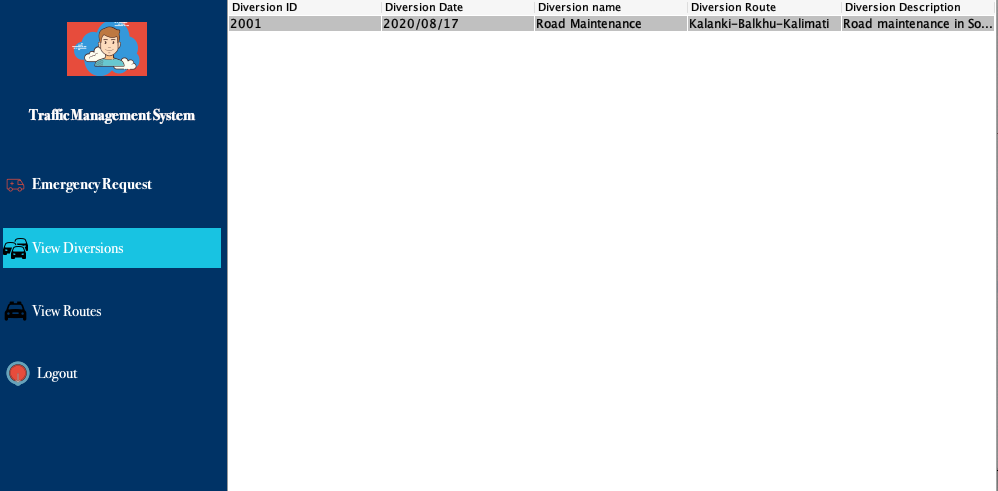 Traffic Management System
Emergency Request
View Diversions
View Routes
Logout
Diversion ID Diversion Date Diversion name Diversion Route Diversion Description
2001 2020/08/17 Road Maintenance Kalanki-Balkhu-Kalimati Road maintenance in So...